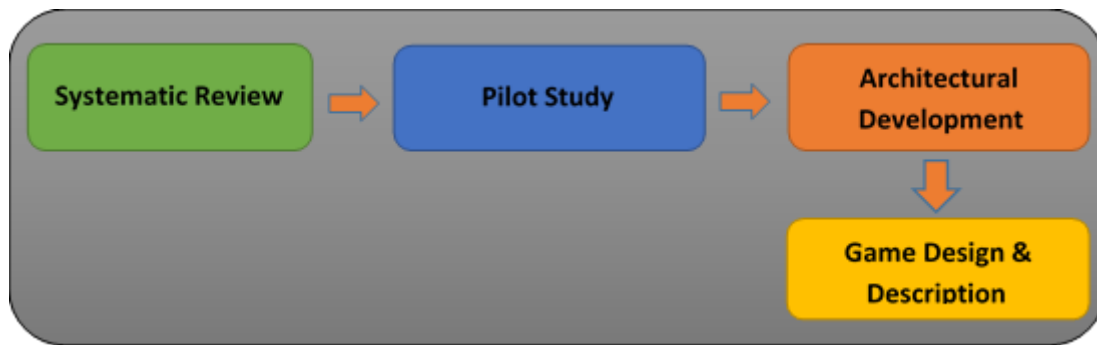 Systematic Review
Pilot Study
Architectural
Development
Game Design &
Description